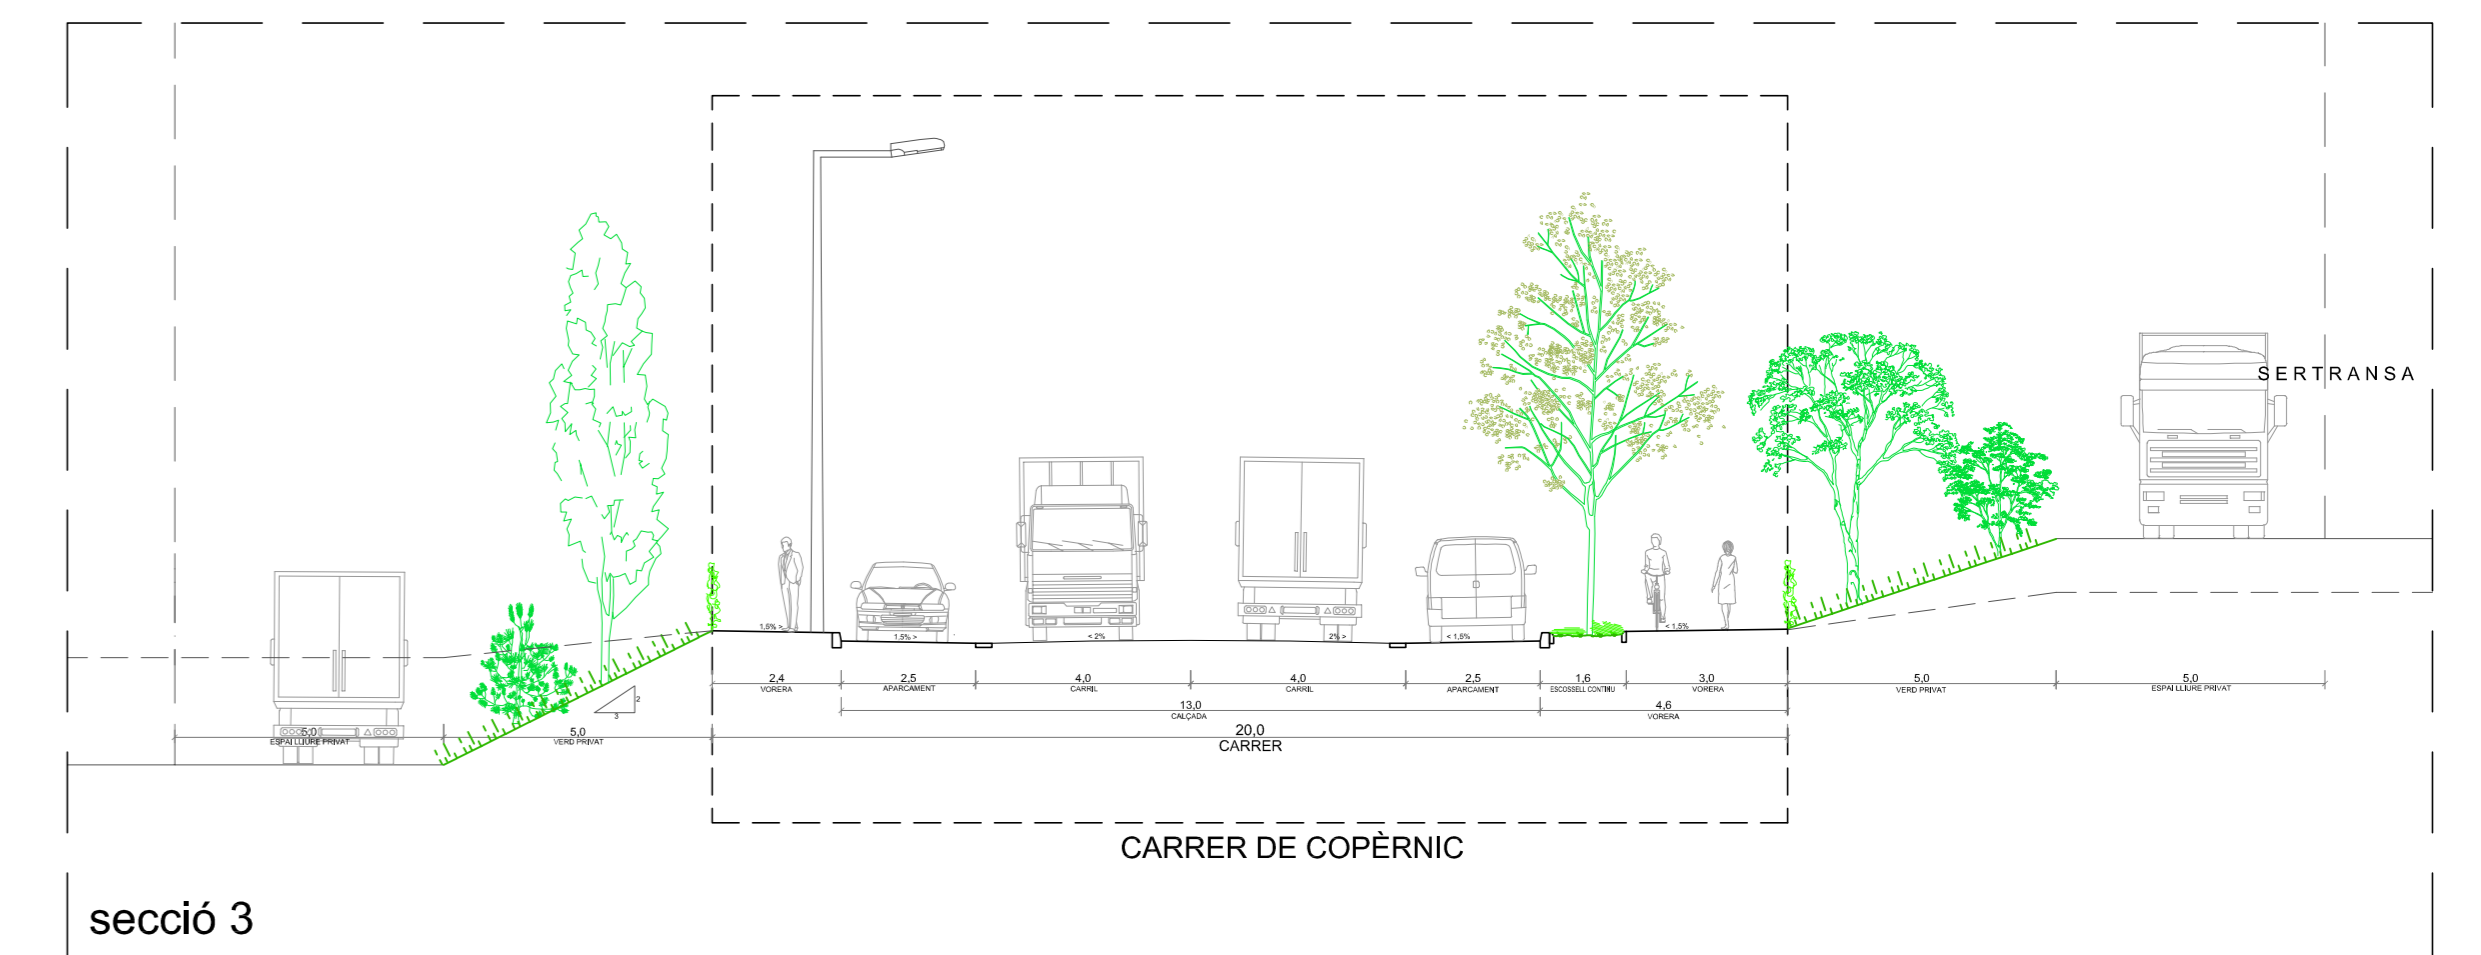 SERTRANSA
1,5% >
1,5% >
< 2%
2% >
< 1,5%
< 1,5%
2
3
2,4
VORERA
2,5
APARCAMENT
4,0
CARRIL
4,0
CARRIL
2,5
APARCAMENT
1,6
ESCOSSELL CONTINU
3,0
VORERA
5,0
VERD PRIVAT
5,0
ESPAI LLIURE PRIVAT
13,0
CALÇADA
4,6
VORERA
5,0
ESPAI LLIURE PRIVAT
5,0
VERD PRIVAT
20,0
CARRER
CARRER DE COPÈRNIC
secció 3